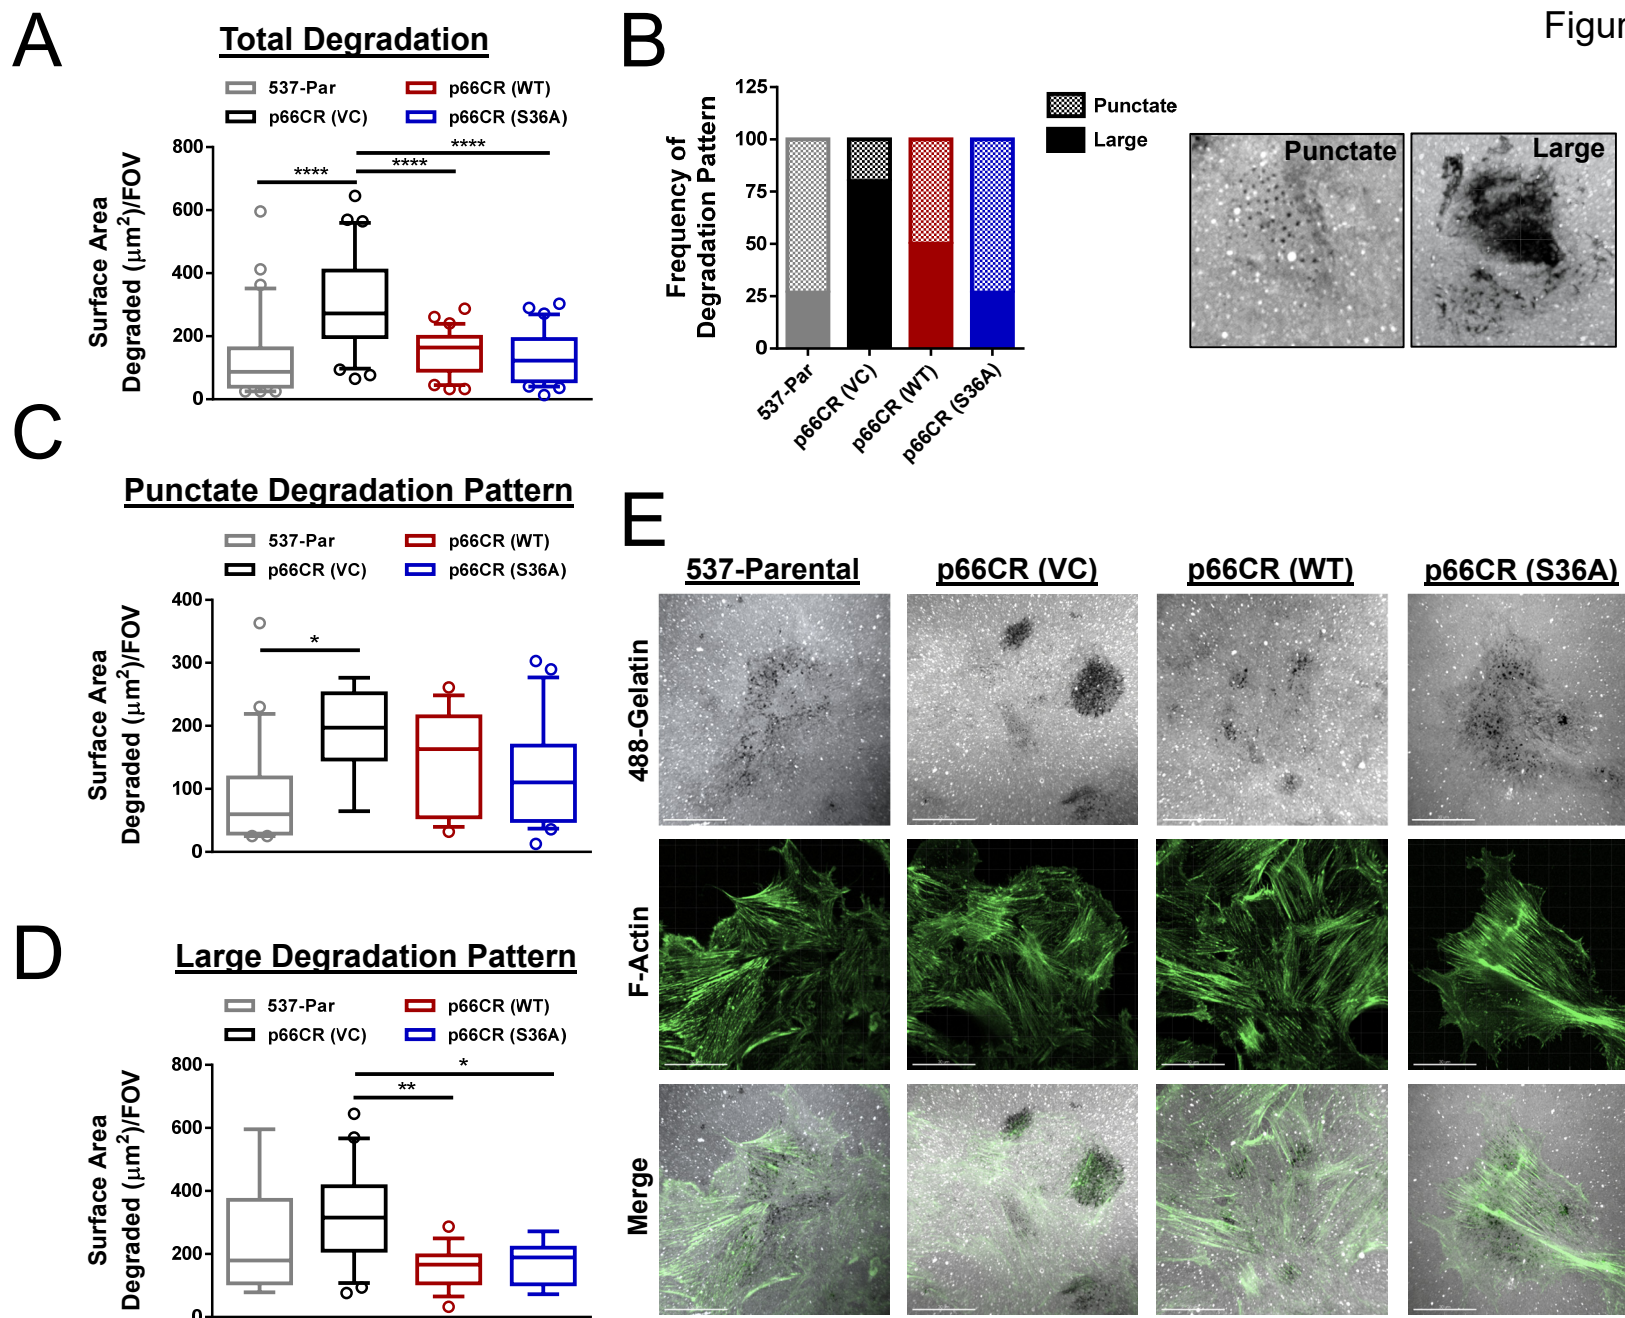 Figur
A
Total Degradation
537-Par
p66CR (WT)
p66CR (VC)
p66CR (S36A)
Surface Area
Degraded (μm²)/FOV
800
600
400
200
0
****
****
****
B
Frequency of
Degradation Pattern
125
100
75
50
25
0
537-Par
p66CR (VC)
p66CR (WT)
p66CR (S36A)
Punctate
Large
Punctate
Large
C
Punctate Degradation Pattern
537-Par
p66CR (WT)
p66CR (VC)
p66CR (S36A)
Surface Area
Degraded (μm²)/FOV
400
300
200
100
0
*
D
Large Degradation Pattern
537-Par
p66CR (WT)
p66CR (VC)
p66CR (S36A)
Surface Area
Degraded (μm²)/FOV
800
600
400
200
0
*
**
E
537-Parental
p66CR (VC)
p66CR (WT)
p66CR (S36A)
488-Gelatin
F-Actin
Merge